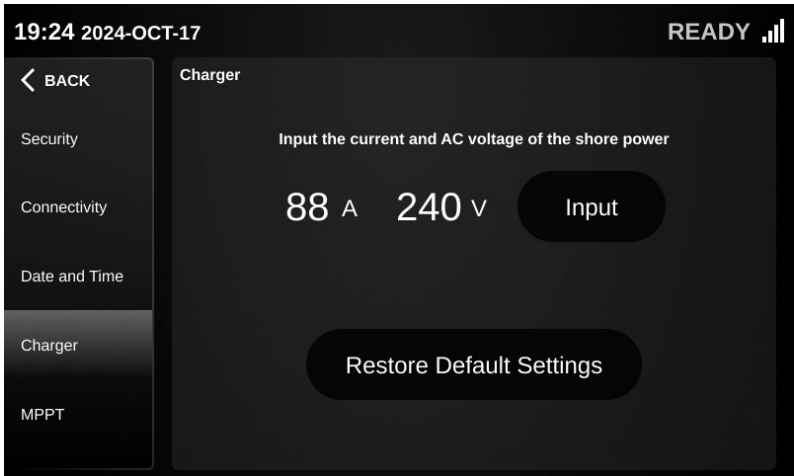 19:24 2024-OCT-17 READY
BACK
Charger
Security
Input the current and AC voltage of the shore power
Connectivity
88 A 240 V Input
Date and Time
Charger
Restore Default Settings
MPPT